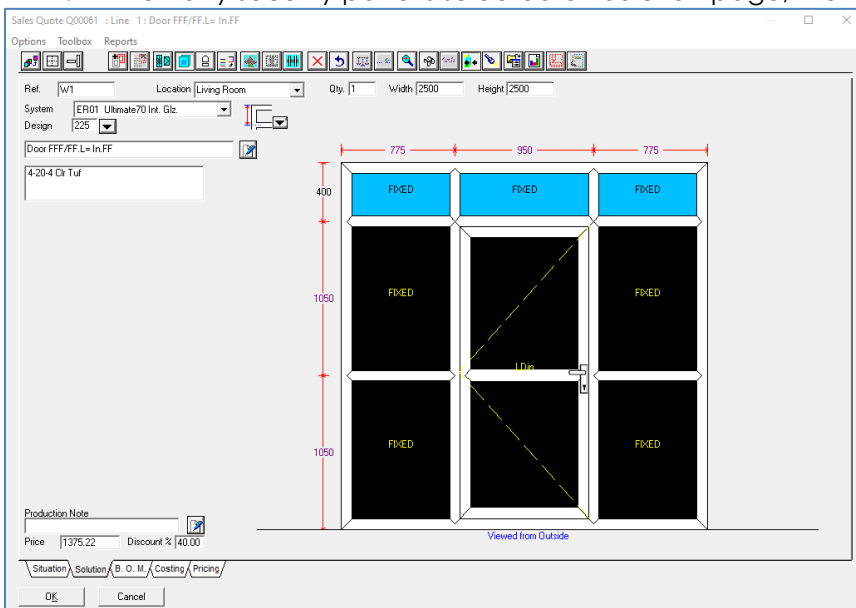 Sales Quote Q00061 : Line 1 : Door FFF/FF.L= In.FF
Options Toolbox Reports
Ref. W1 Location Living Room Qty. 1 Width 2500 Height 2500
System ER01 Ultimate70 Int. Glz.
Design 225
Door FFF/FF.L= In.FF
4-20-4 Clr Tuf
775 950 775
400 FIXED FIXED FIXED
1050 FIXED FIXED
LD in
1050 FIXED FIXED
Viewed from Outside
Production Note
Price 1375.22 Discount % 40.00
Situation Solution B. O. M. Costing Pricing
OK Cancel